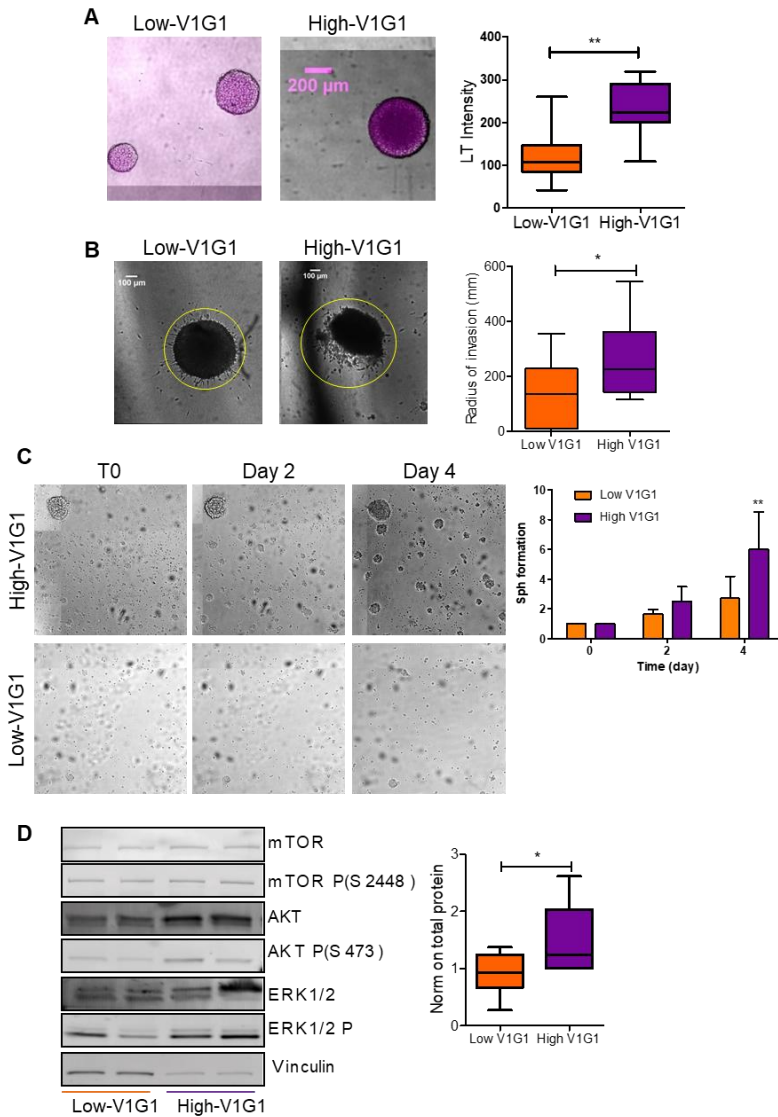 A
Low-V1G1 High-V1G1
200 µm
LT Intensity
400
300
200
100
0
**
Low-V1G1 High-V1G1
B
Low-V1G1 High-V1G1
100 µm
100 µm
Radius of invasion (mm)
600
400
200
0
*
Low V1G1 High V1G1
C
T0 Day 2 Day 4
High-V1G1
Low-V1G1
Sph formation
10
8
6
4
2
0
Low V1G1
High V1G1
**
0 2 4
Time (day)
D
mTOR
mTOR P(S 2448 )
AKT
AKT P(S 473 )
ERK1/2
ERK1/2 P
Vinculin
Low-V1G1 High-V1G1
Norm on total protein
3
2
1
0
*
Low V1G1 High V1G1